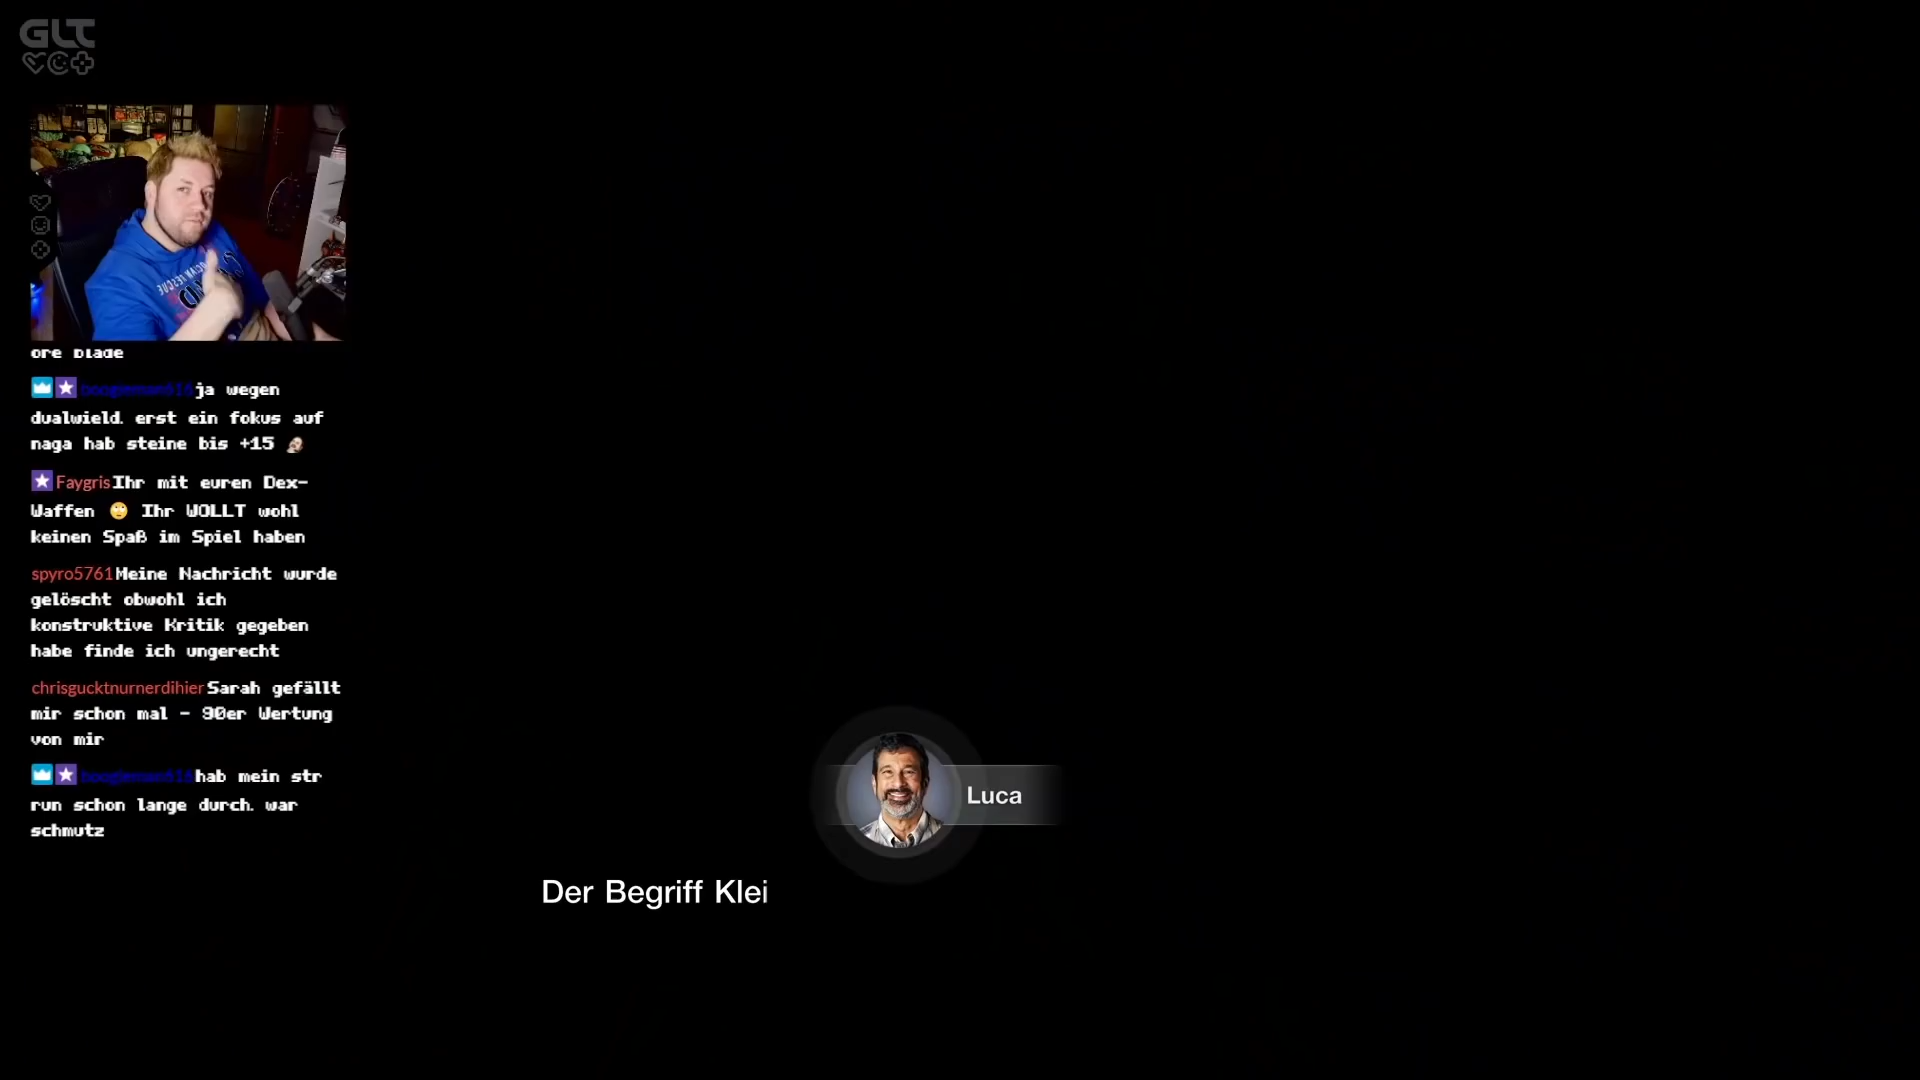 GLT
ore blade
boogieman616 ja wegen
dualwield. erst ein fokus auf
naga hab steine bis +15
Faygris Ihr mit euren Dex-
Waffen 🙄 Ihr WOLLT wohl
keinen Spaß im Spiel haben
spyro5761 Meine Nachricht wurde
gelöscht obwohl ich
konstruktive Kritik gegeben
habe finde ich ungerecht
chrisgucktnurnerdihier Sarah gefällt
mir schon mal - 90er Wertung
von mir
boogieman616 hab mein str
run schon lange durch. war
schmutz
Luca
Der Begriff Klei